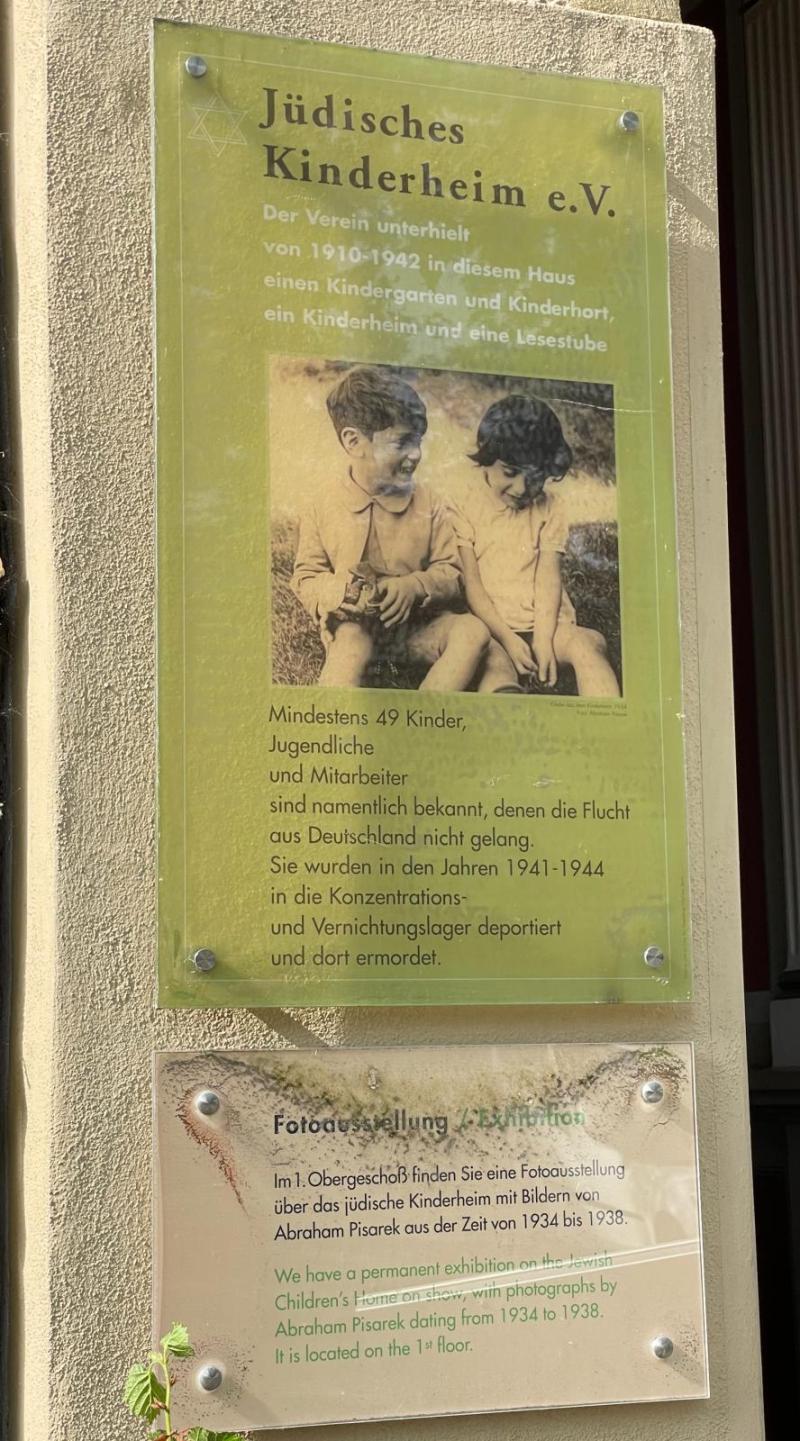 Jüdisches
Kinderheim e.V.
Der Verein unterhielt
von 1910-1942 in diesem Haus
einen Kindergarten und Kinderhort,
ein Kinderheim und eine Lesestube
Mindestens 49 Kinder,
Jugendliche
und Mitarbeiter
sind namentlich bekannt, denen die Flucht
aus Deutschland nicht gelang.
Sie wurden in den Jahren 1941-1944
in die Konzentrations-
und Vernichtungslager deportiert
und dort ermordet.
Fotoausstellung / Exhibition
Im 1. Obergeschoß finden Sie eine Fotoausstellung
über das jüdische Kinderheim mit Bildern von
Abraham Pisarek aus der Zeit von 1934 bis 1938.
We have a permanent exhibition on the Jewish
Children's Home on show, with photographs by
Abraham Pisarek dating from 1934 to 1938.
It is located on the 1st floor.